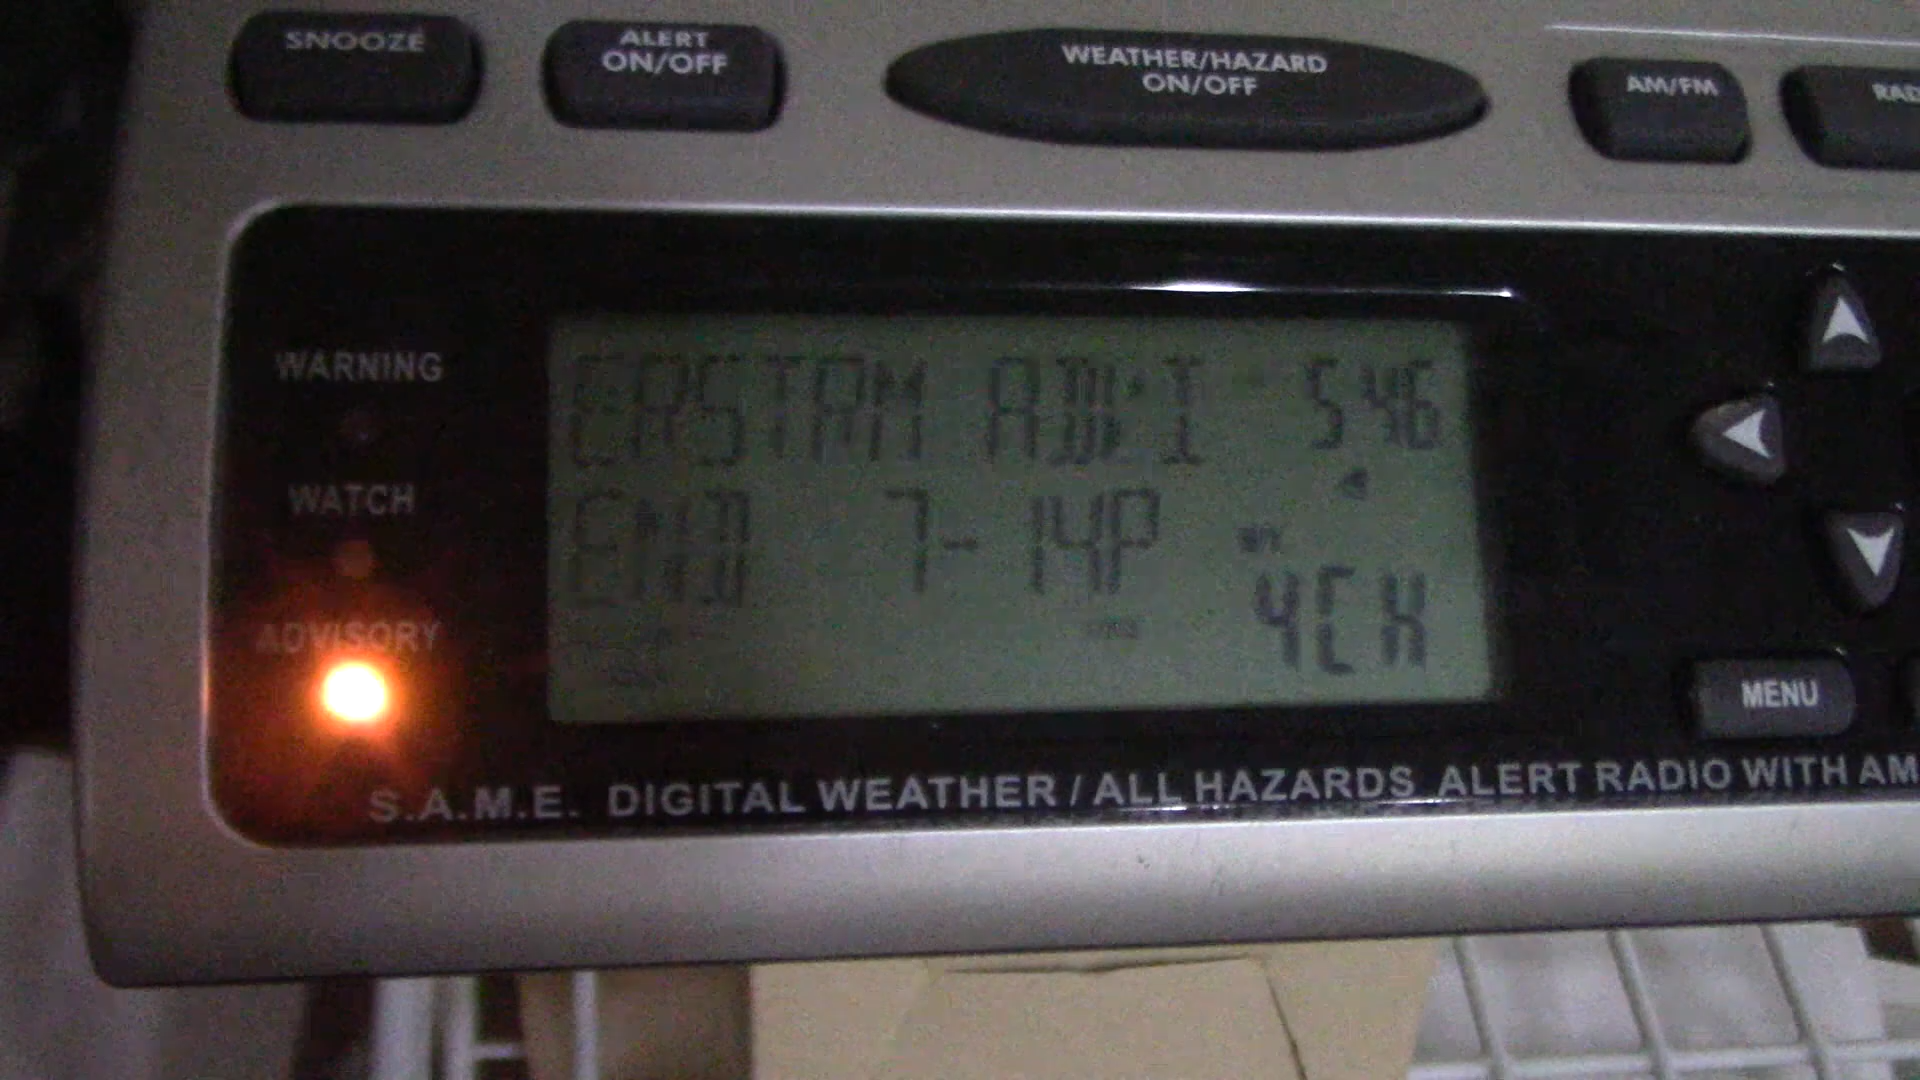 SNOOZE
ALERT
ON/OFF
WEATHER/HAZARD
ON/OFF
AM/FM
RAD
WARNING
WATCH
ADVISORY
546
END 7-14P
4CH
MENU
S.A.M.E. DIGITAL WEATHER / ALL HAZARDS ALERT RADIO WITH AM